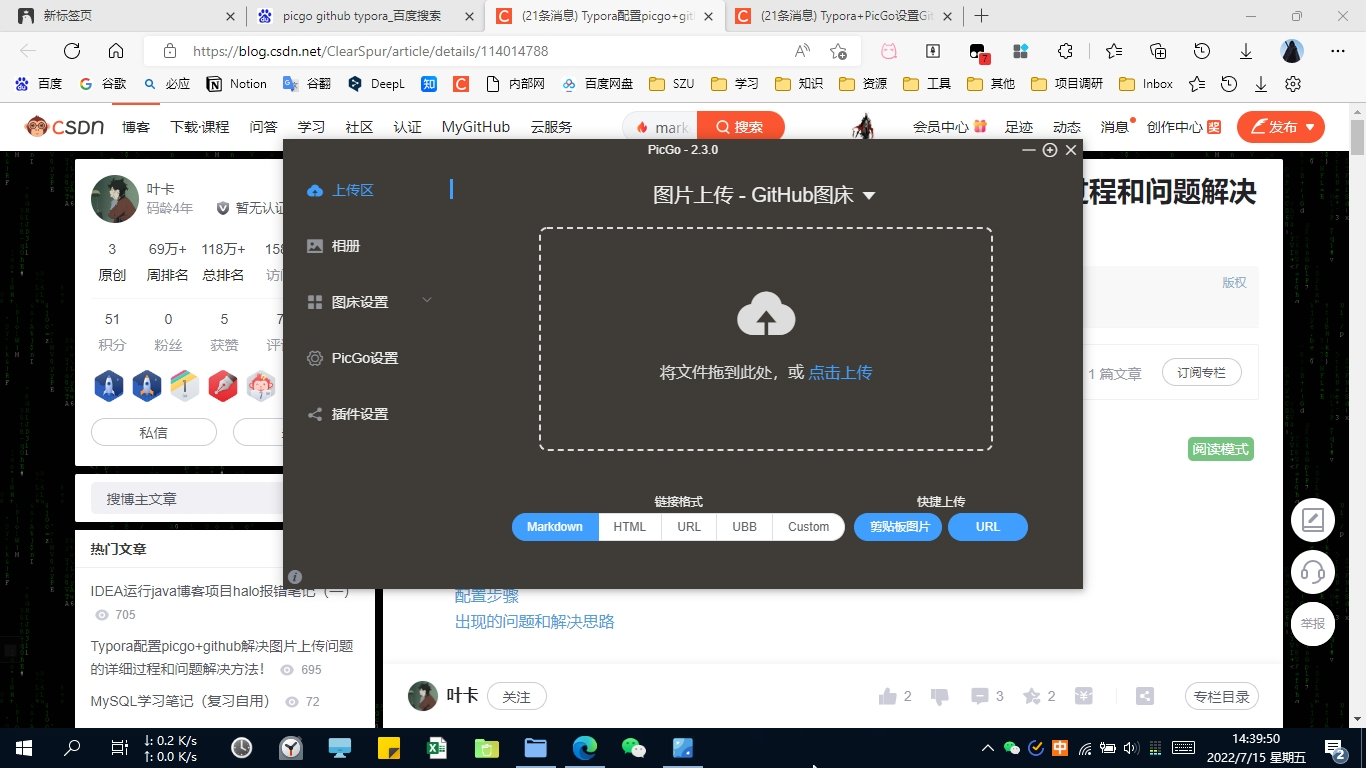 新标签页
picgo github typora_百度搜索
(21条消息) Typora配置picgo+git
(21条消息) Typora+PicGo设置Git
https://blog.csdn.net/ClearSpur/article/details/114014788
7
百度 谷歌 必应 Notion 谷翻 DeepL 知 C 内部网 百度网盘 SZU 学习 知识 资源 工具 其他 项目调研 Inbox
CSDN 博客 下载·课程 问答 学习 社区 认证 MyGitHub 云服务 mark 搜索 会员中心 足迹 动态 消息 创作中心 奖 发布
叶卡
码龄4年 暂无认证
3 69万+ 118万+ 158
原创 周排名 总排名 访
51 0 5 7
积分 粉丝 获赞 评
私信
搜博主文章
热门文章
IDEA运行java博客项目halo报错笔记（一）
705
Typora配置picgo+github解决图片上传问题
的详细过程和问题解决方法！ 695
MySQL学习笔记（复习自用） 72
PicGo - 2.3.0
上传区
相册
图床设置
PicGo设置
插件设置
图片上传 - GitHub图床
将文件拖到此处，或 点击上传
链接格式
Markdown HTML URL UBB Custom
快捷上传
剪贴板图片 URL
过程和问题解决
版权
1 篇文章 订阅专栏
阅读模式
配置步骤
出现的问题和解决思路
举报
叶卡 关注 2 3 2 专栏目录
↓: 0.2 K/s
↑: 0.0 K/s
中
14:39:50
2022/7/15 星期五
2